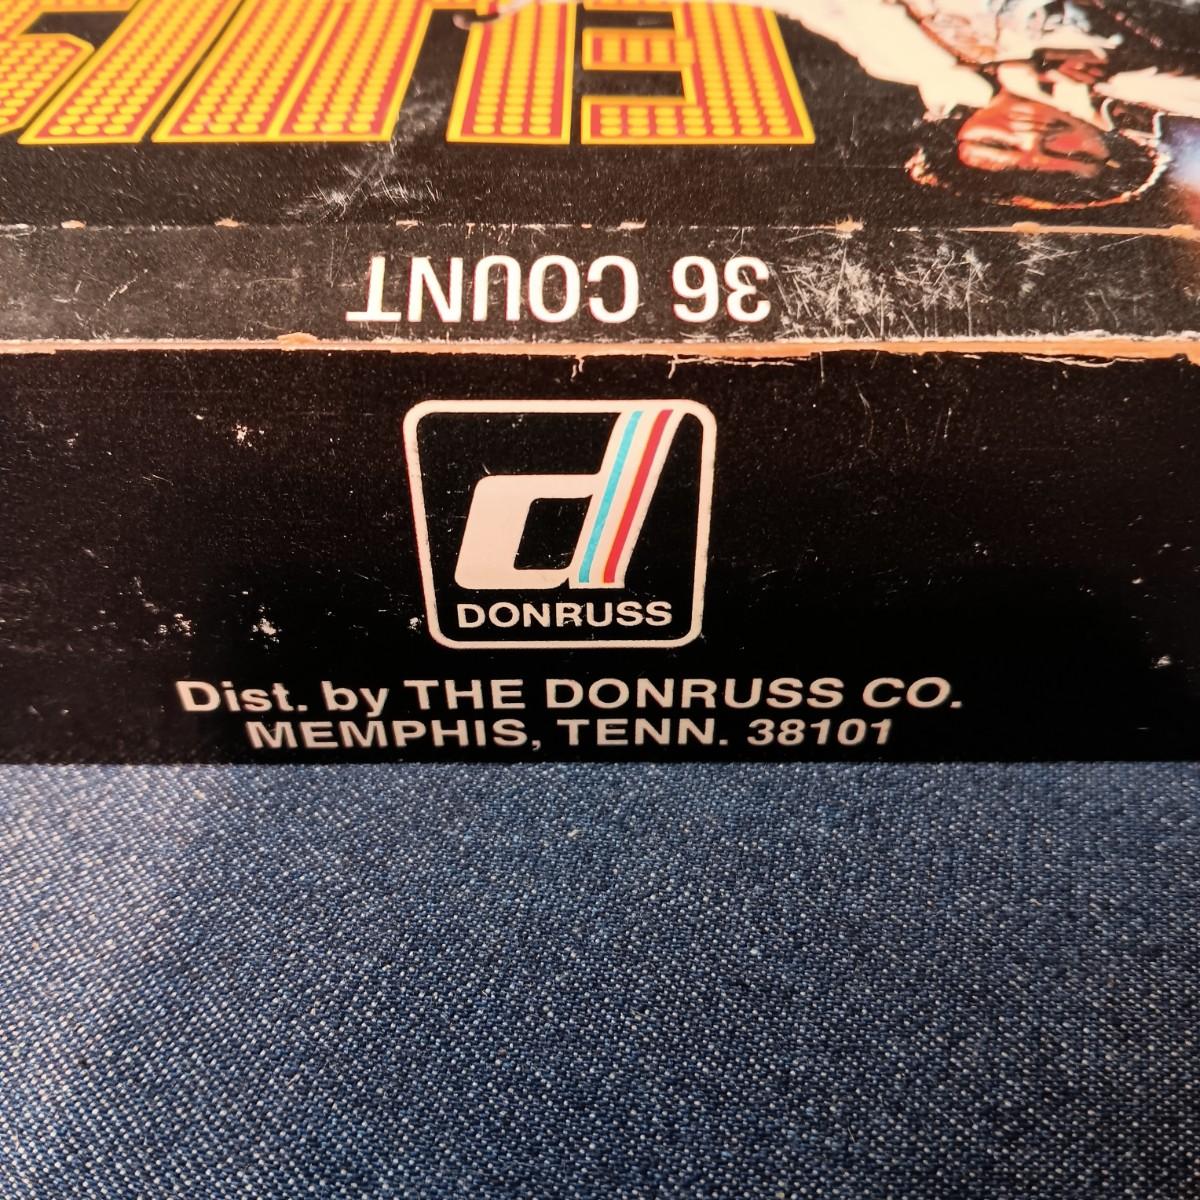 36 COUNT
d
DONRUSS
Dist. by THE DONRUSS CO.
MEMPHIS, TENN. 38101